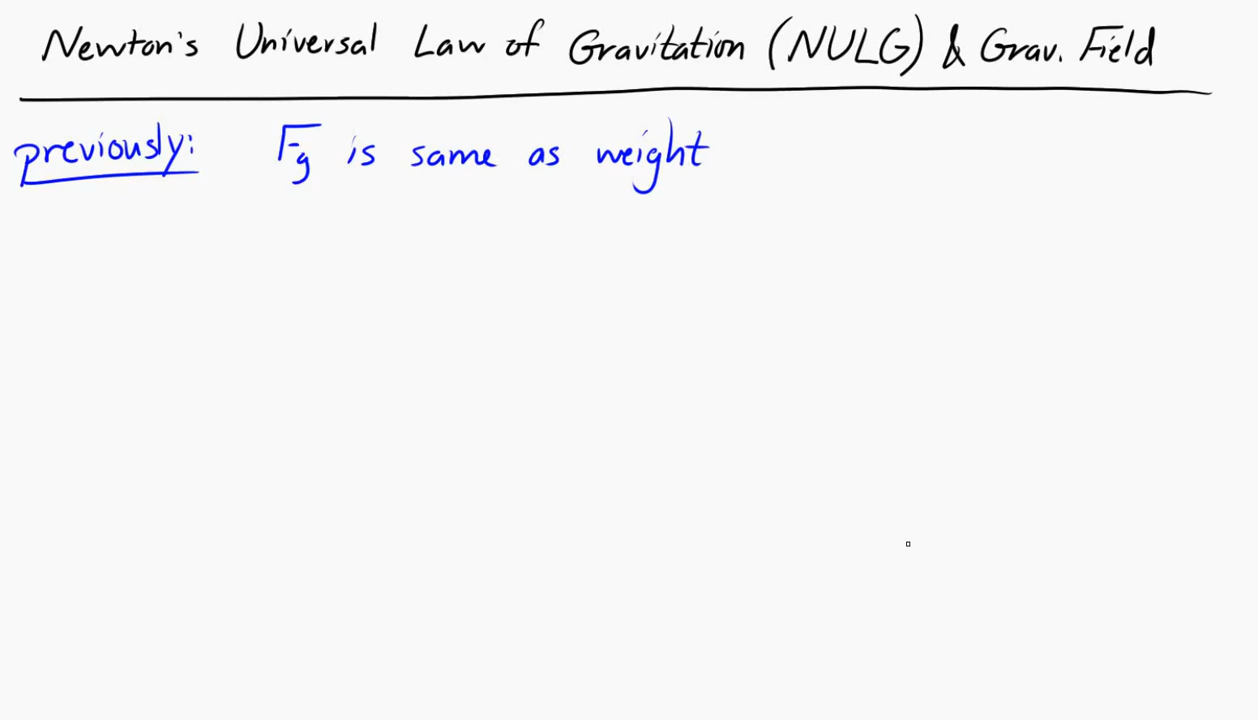 Newton's Universal Law of Gravitation (NULG) & Grav. Field
previously: Fg is same as weight